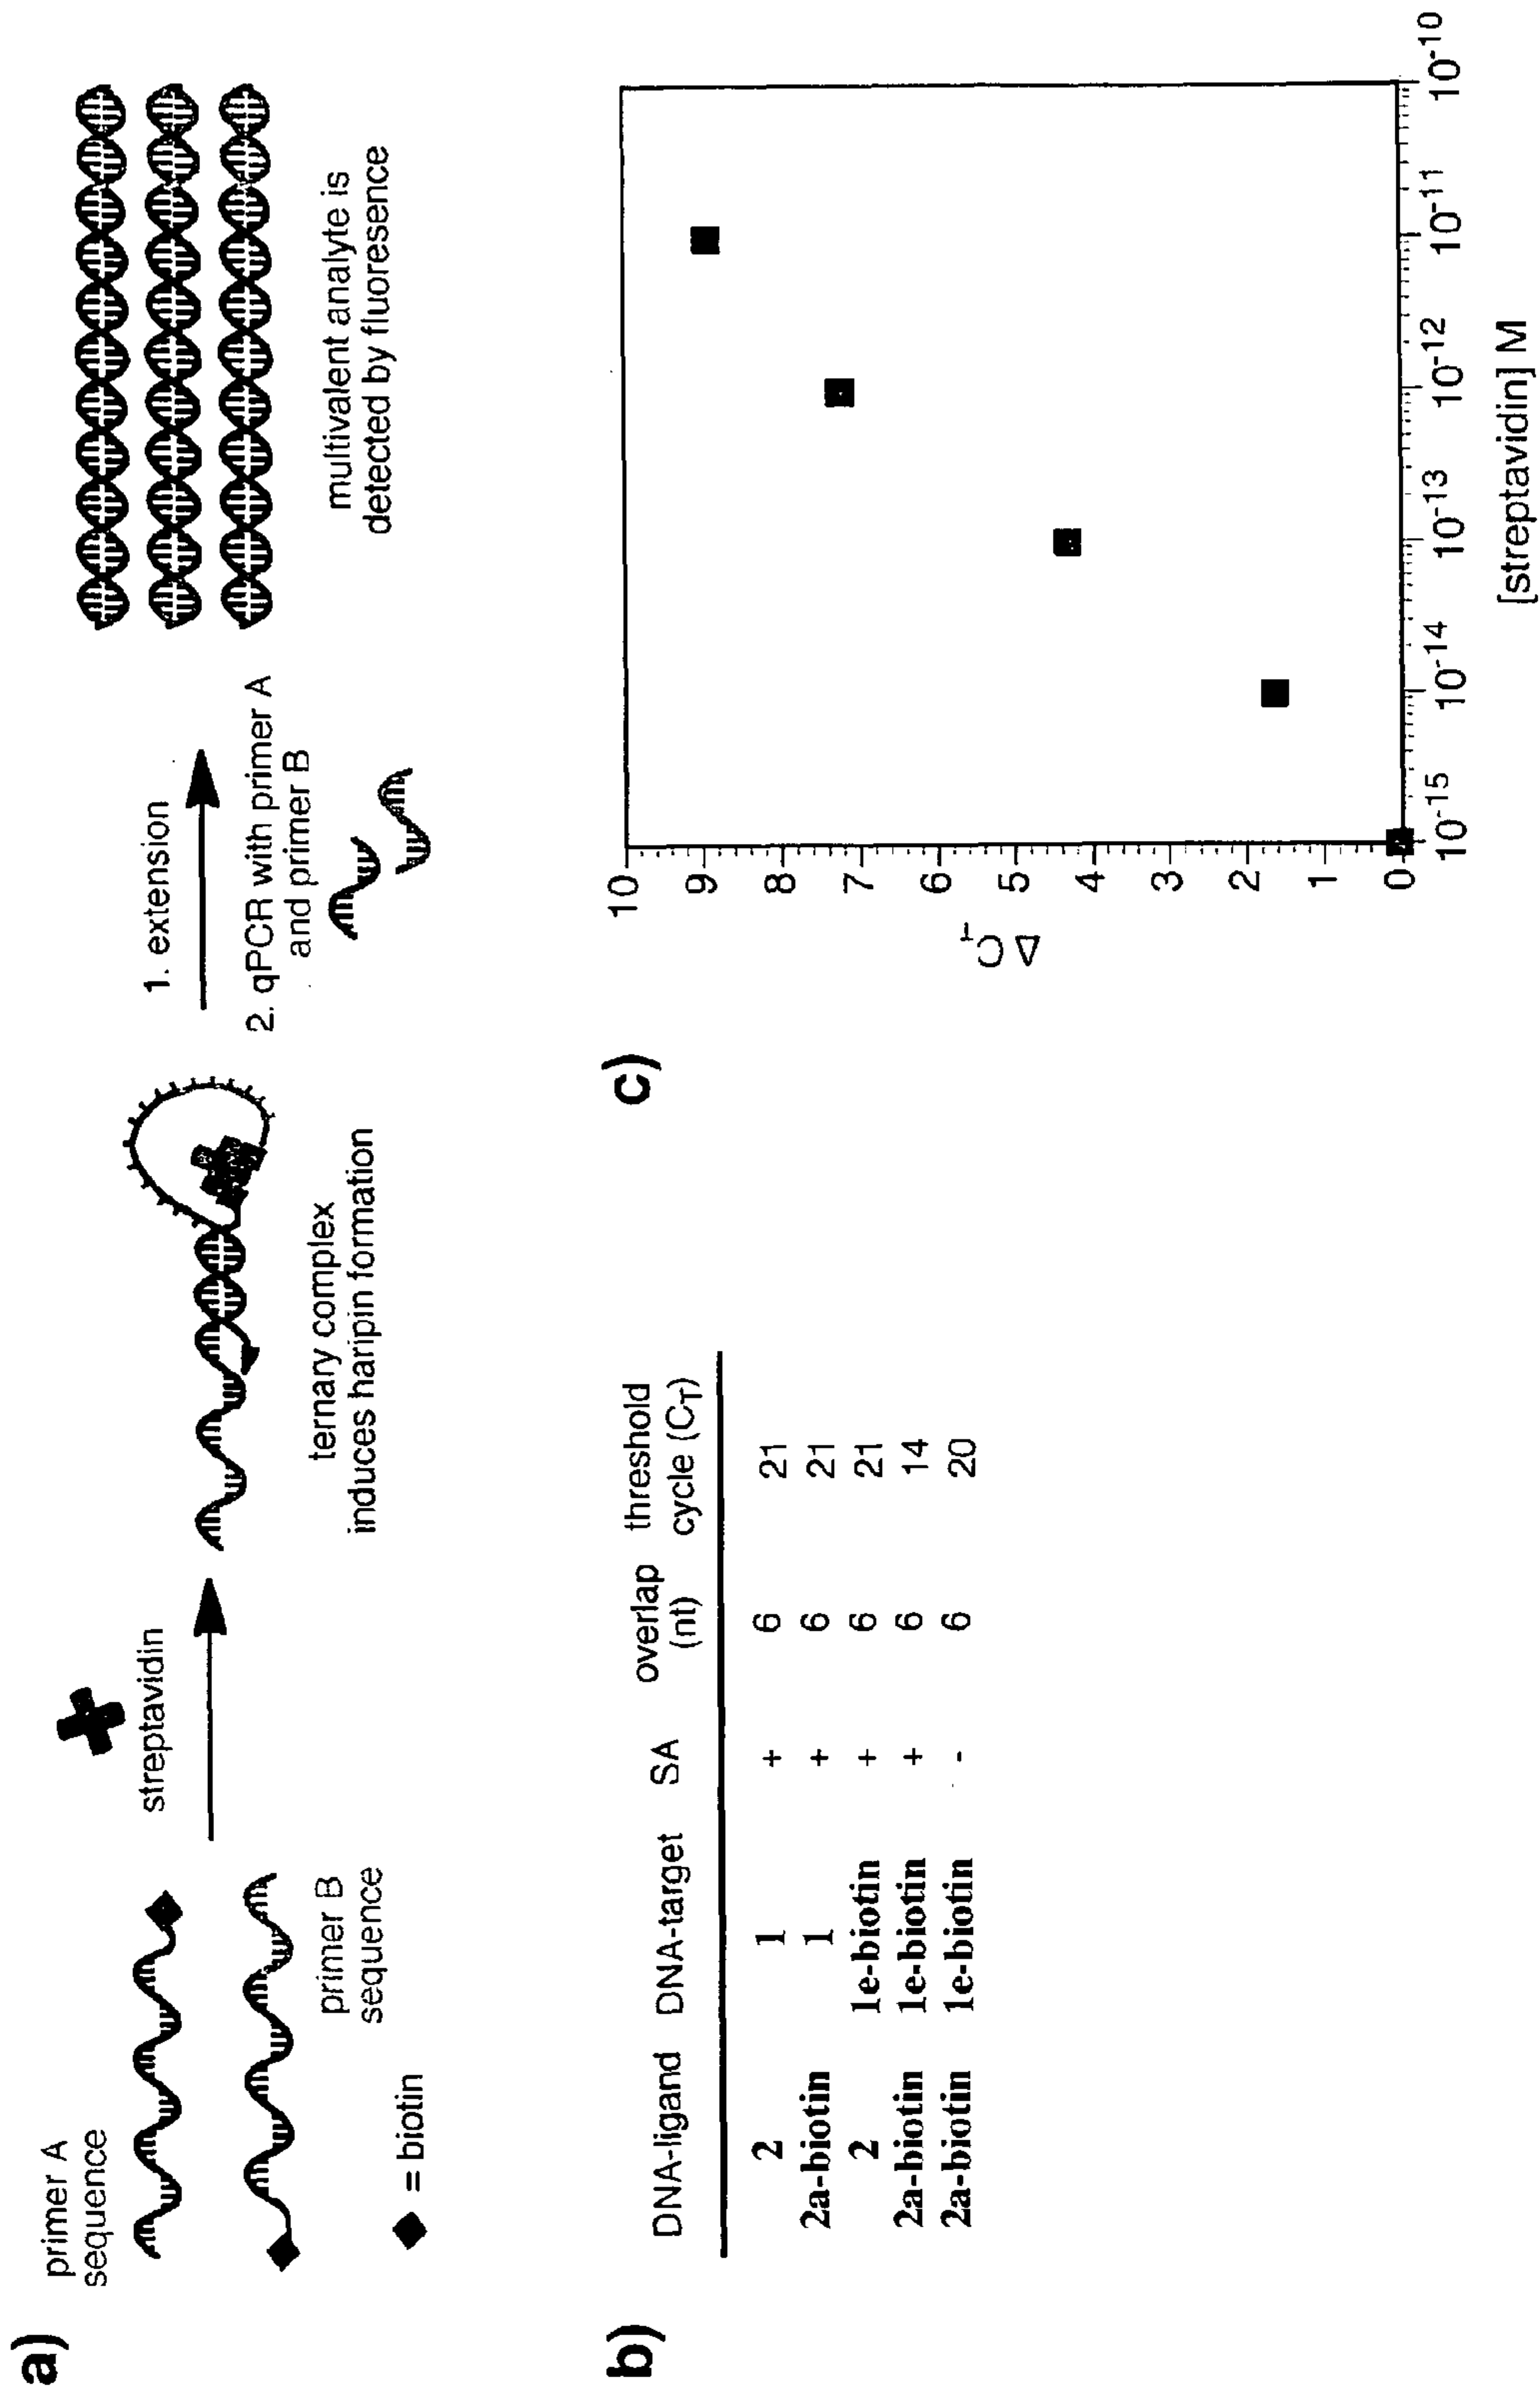 a)
primer A
sequence
primer B
sequence
= biotin
streptavidin
ternary complex
induces haripin formation
1. extension
2. qPCR with primer A
and primer B
multivalent analyte is
detected by fluoresence
b)
DNA-ligand DNA-target SA overlap (nt) threshold cycle (CT)
2 1 + 6 21
2a-biotin 1 + 6 21
2 1e-biotin + 6 21
2a-biotin 1e-biotin + 6 14
2a-biotin 1e-biotin - 6 20
c)
Δ CT
10
9
8
7
6
5
4
3
2
1
0
10-15 10-14 10-13 10-12 10-11 10-10
[streptavidin] M